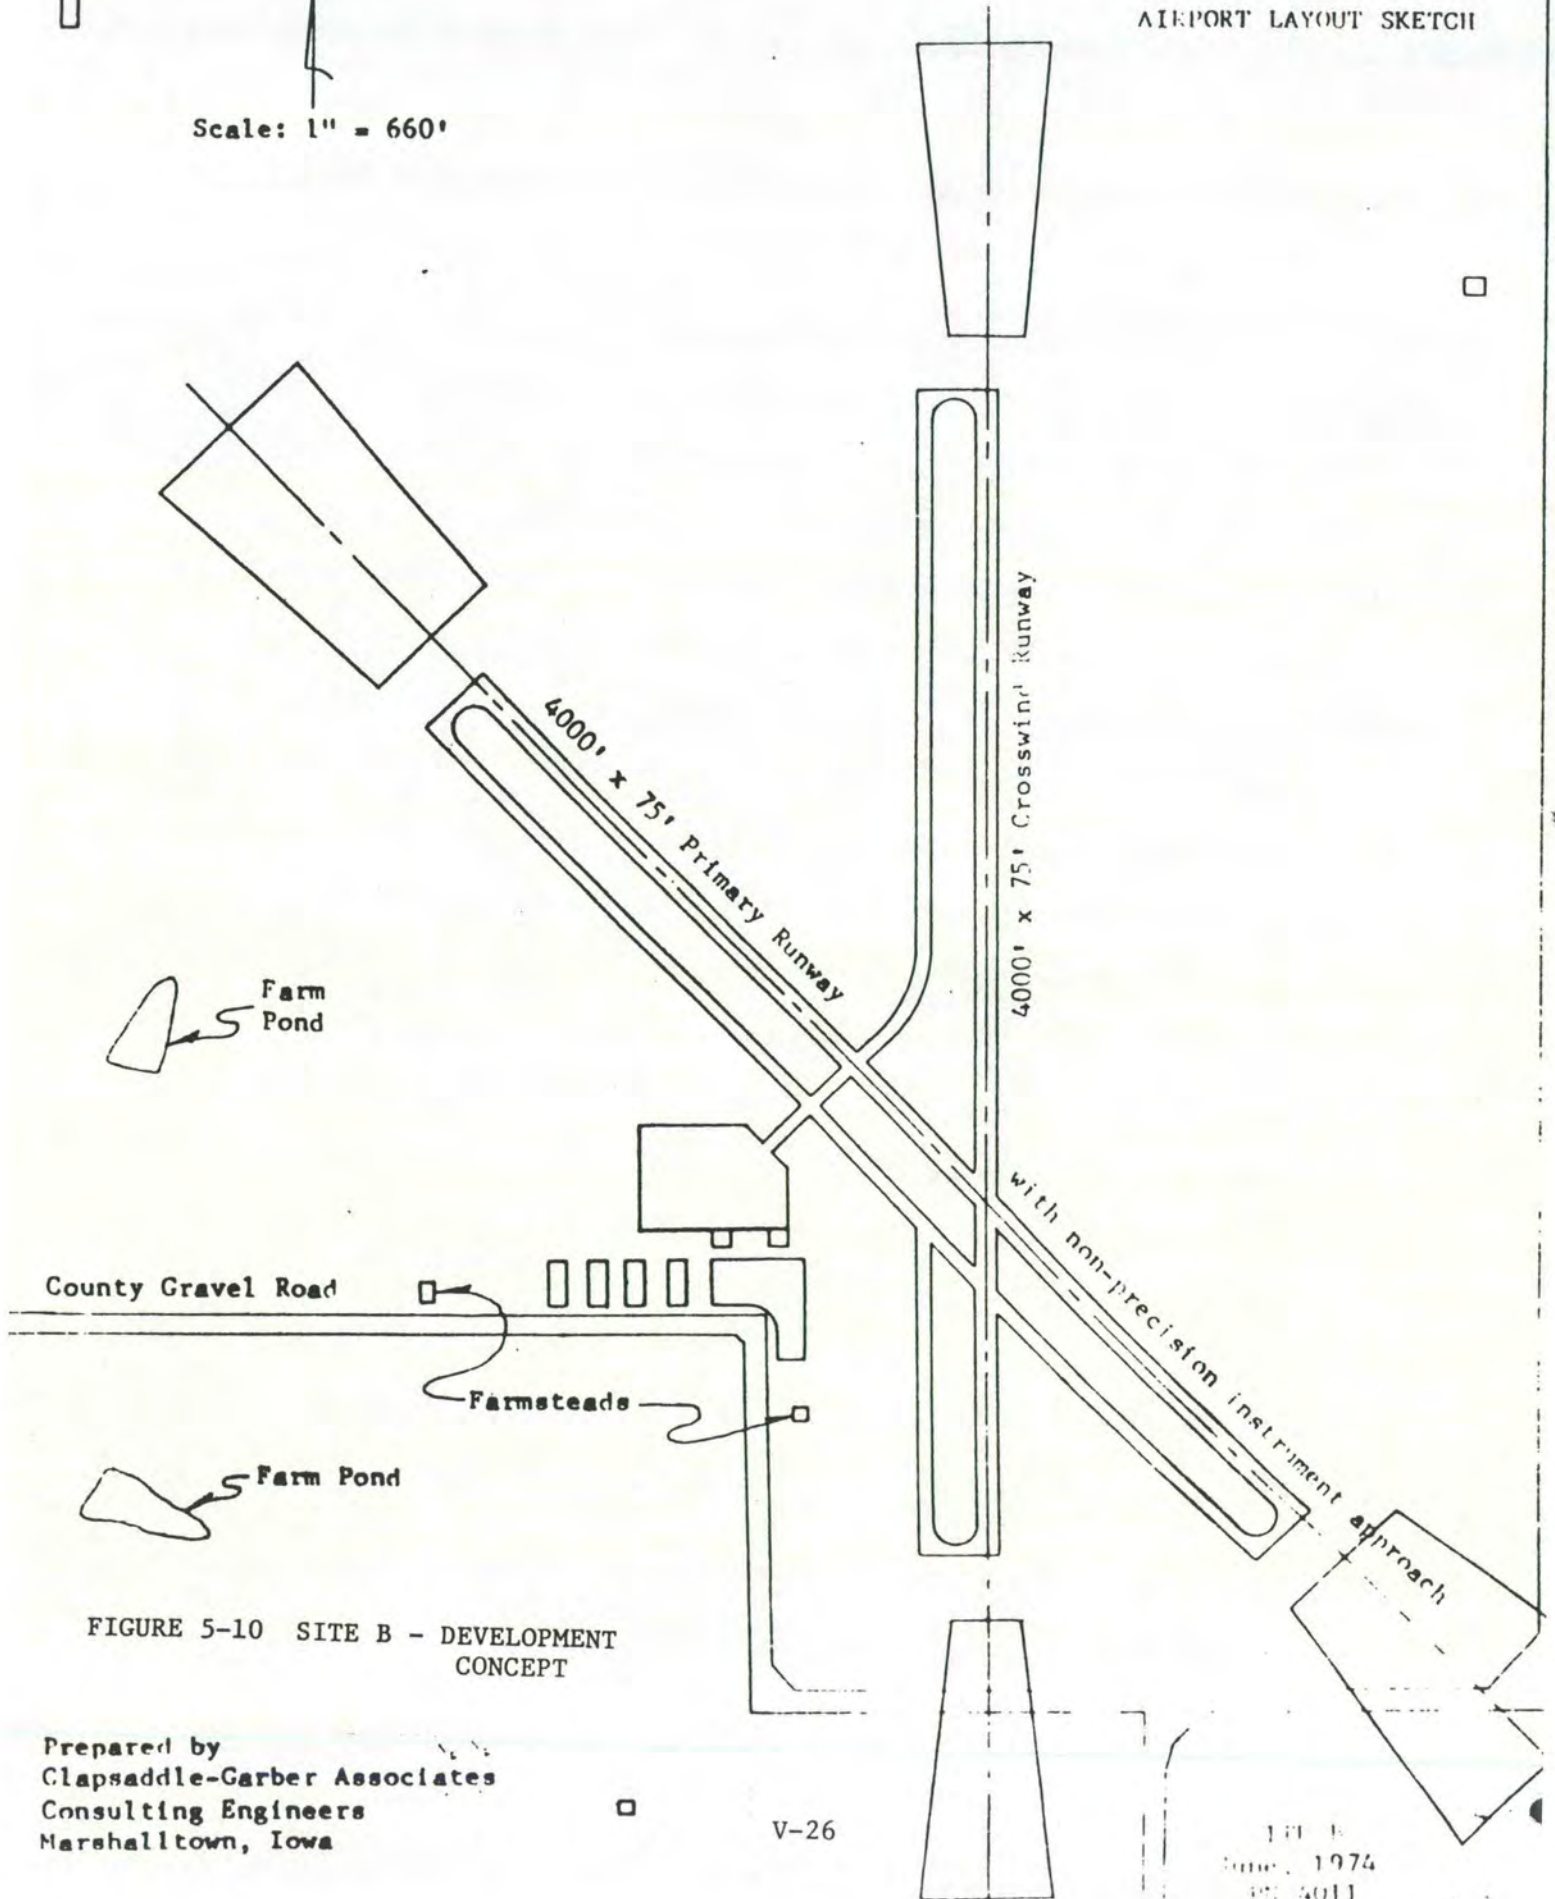 AIRPORT LAYOUT SKETCH
Scale: 1" = 660'
4000' x 75' Primary Runway
4000' x 75' Crosswind Runway
Farm
Pond
with non-precision instrument approach
County Gravel Road
Farmsteads
Farm Pond
FIGURE 5-10 SITE B - DEVELOPMENT
CONCEPT
Prepared by
Clapsaddle-Garber Associates
Consulting Engineers
Marshalltown, Iowa
V-26
June, 1974